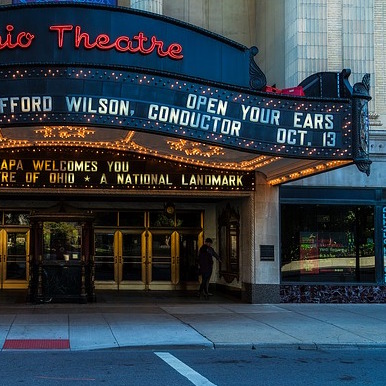 io Theatre
FFORD WILSON, CONDUCTOR
OPEN YOUR EARS
OCT. 13
APA WELCOMES YOU
RE OF OHIO * A NATIONAL LANDMARK